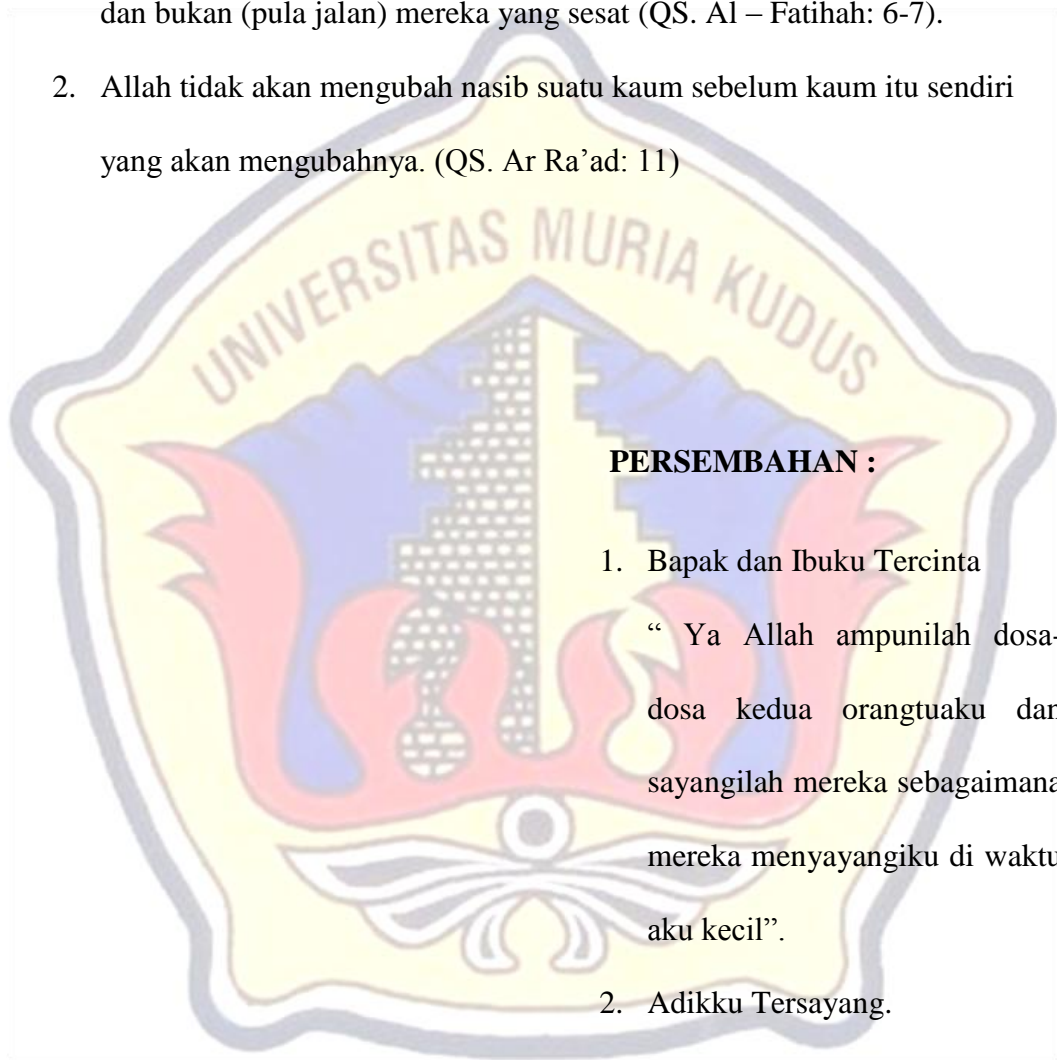 dan bukan (pula jalan) mereka yang sesat (QS. Al – Fatihah: 6-7).
2. Allah tidak akan mengubah nasib suatu kaum sebelum kaum itu sendiri
yang akan mengubahnya. (QS. Ar Ra’ad: 11)
UNIVERSITAS MURIA KUDUS
PERSEMBAHAN :
1. Bapak dan Ibuku Tercinta
“ Ya Allah ampunilah dosa-
dosa kedua orangtuaku dan
sayangilah mereka sebagaimana
mereka menyayangiku di waktu
aku kecil”.
2. Adikku Tersayang.